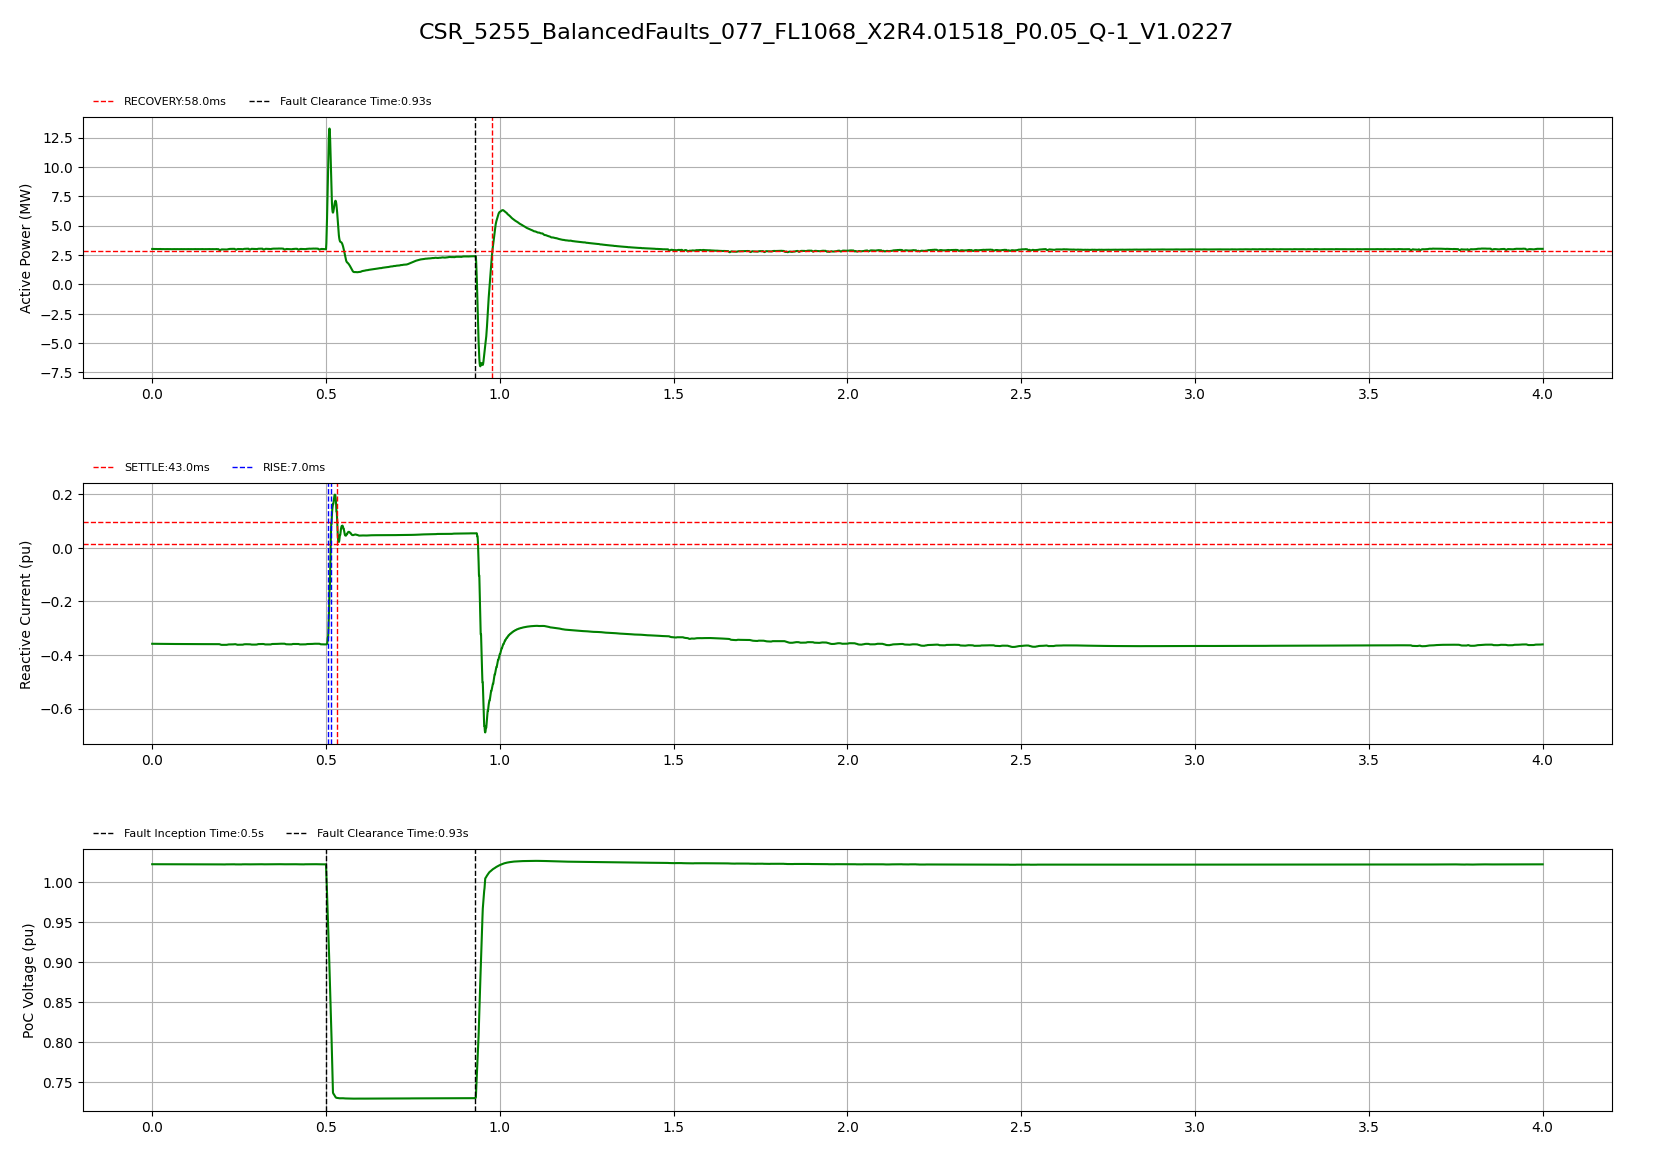 CSR_5255_BalancedFaults_077_FL1068_X2R4.01518_P0.05_Q-1_V1.0227
RECOVERY:58.0ms Fault Clearance Time:0.93s
Active Power (MW)
12.5
10.0
7.5
5.0
2.5
0.0
−2.5
−5.0
−7.5
0.0 0.5 1.0 1.5 2.0 2.5 3.0 3.5 4.0
SETTLE:43.0ms RISE:7.0ms
Reactive Current (pu)
0.2
0.0
−0.2
−0.4
−0.6
0.0 0.5 1.0 1.5 2.0 2.5 3.0 3.5 4.0
Fault Inception Time:0.5s Fault Clearance Time:0.93s
PoC Voltage (pu)
1.00
0.95
0.90
0.85
0.80
0.75
0.0 0.5 1.0 1.5 2.0 2.5 3.0 3.5 4.0